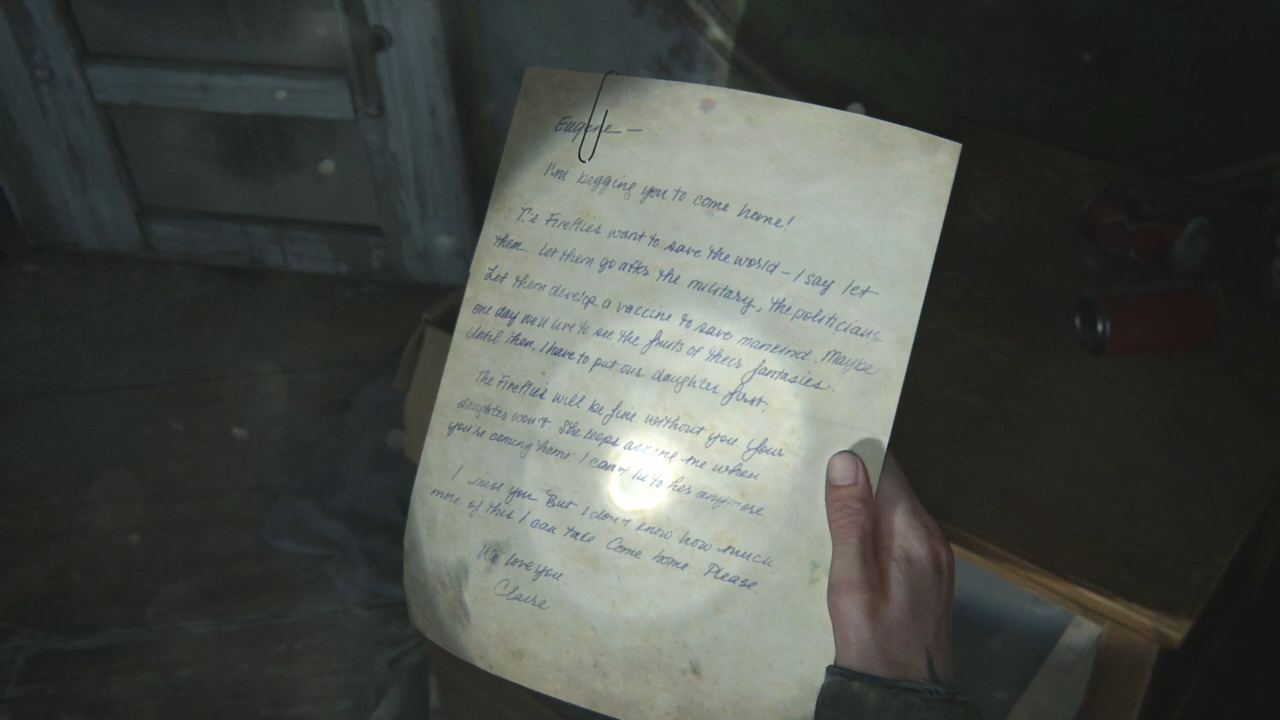 Eugene —
I'm begging you to come home!
The Fireflies want to save the world – I say let
them. Let them go after the military, the politicians.
Let them develop a vaccine to save mankind. Maybe
one day we'll live to see the fruits of their fantasies.
Until then, I have to put our daughter first.
The Fireflies will be fine without you. Your
daughter won't. She keeps asking me when
you're coming home. I can't lie to her anymore.
I miss you. But I don't know how much
more of this I can take. Come home. Please.
We love you
Claire